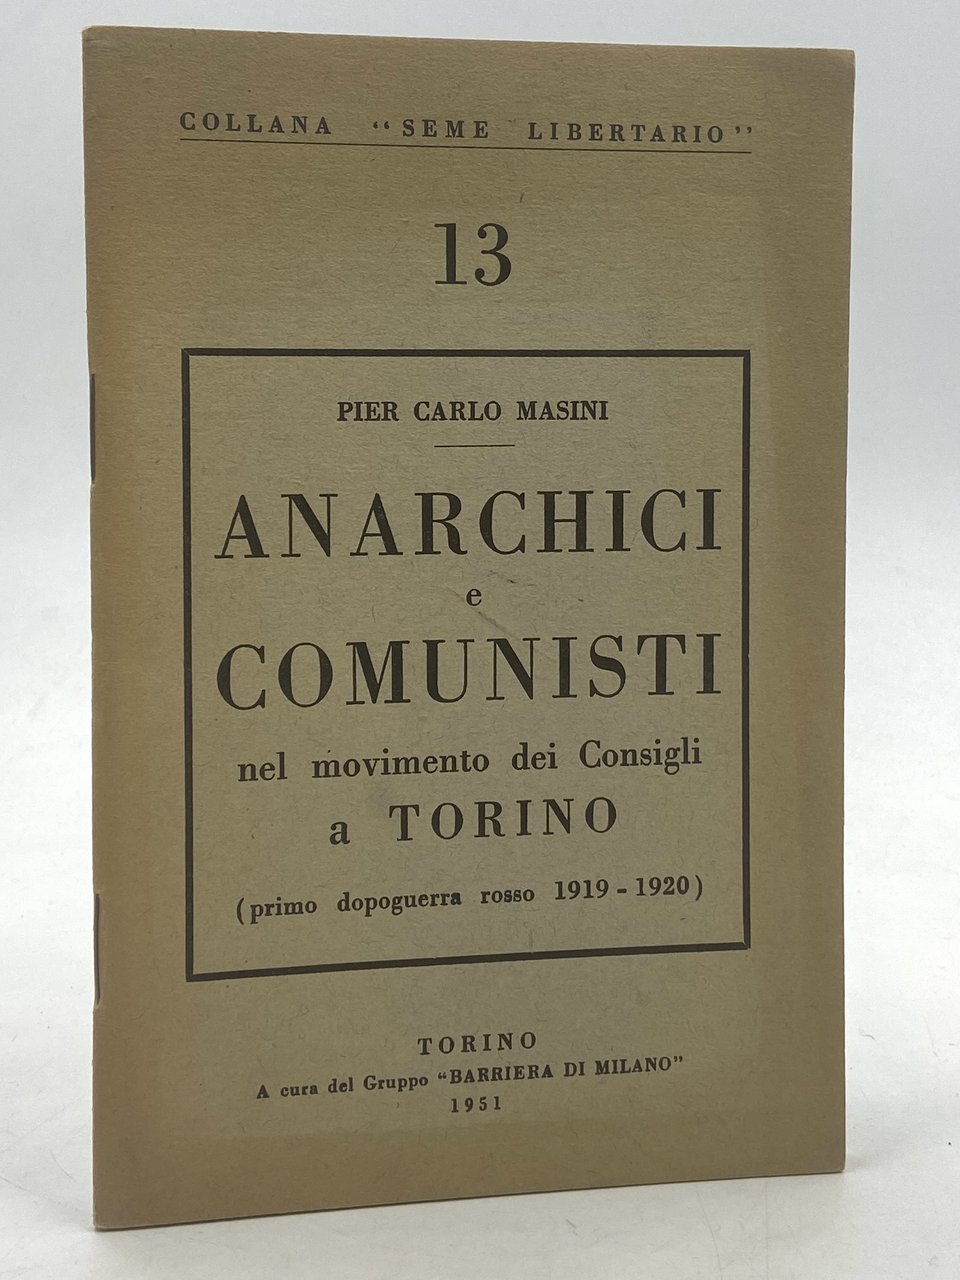 COLLANA “SEME LIBERTARIO”
13
PIER CARLO MASINI
ANARCHICI
e
COMUNISTI
nel movimento dei Consigli
a TORINO
(primo dopoguerra rosso 1919 - 1920)
TORINO
A cura del Gruppo “BARRIERA DI MILANO”
1951